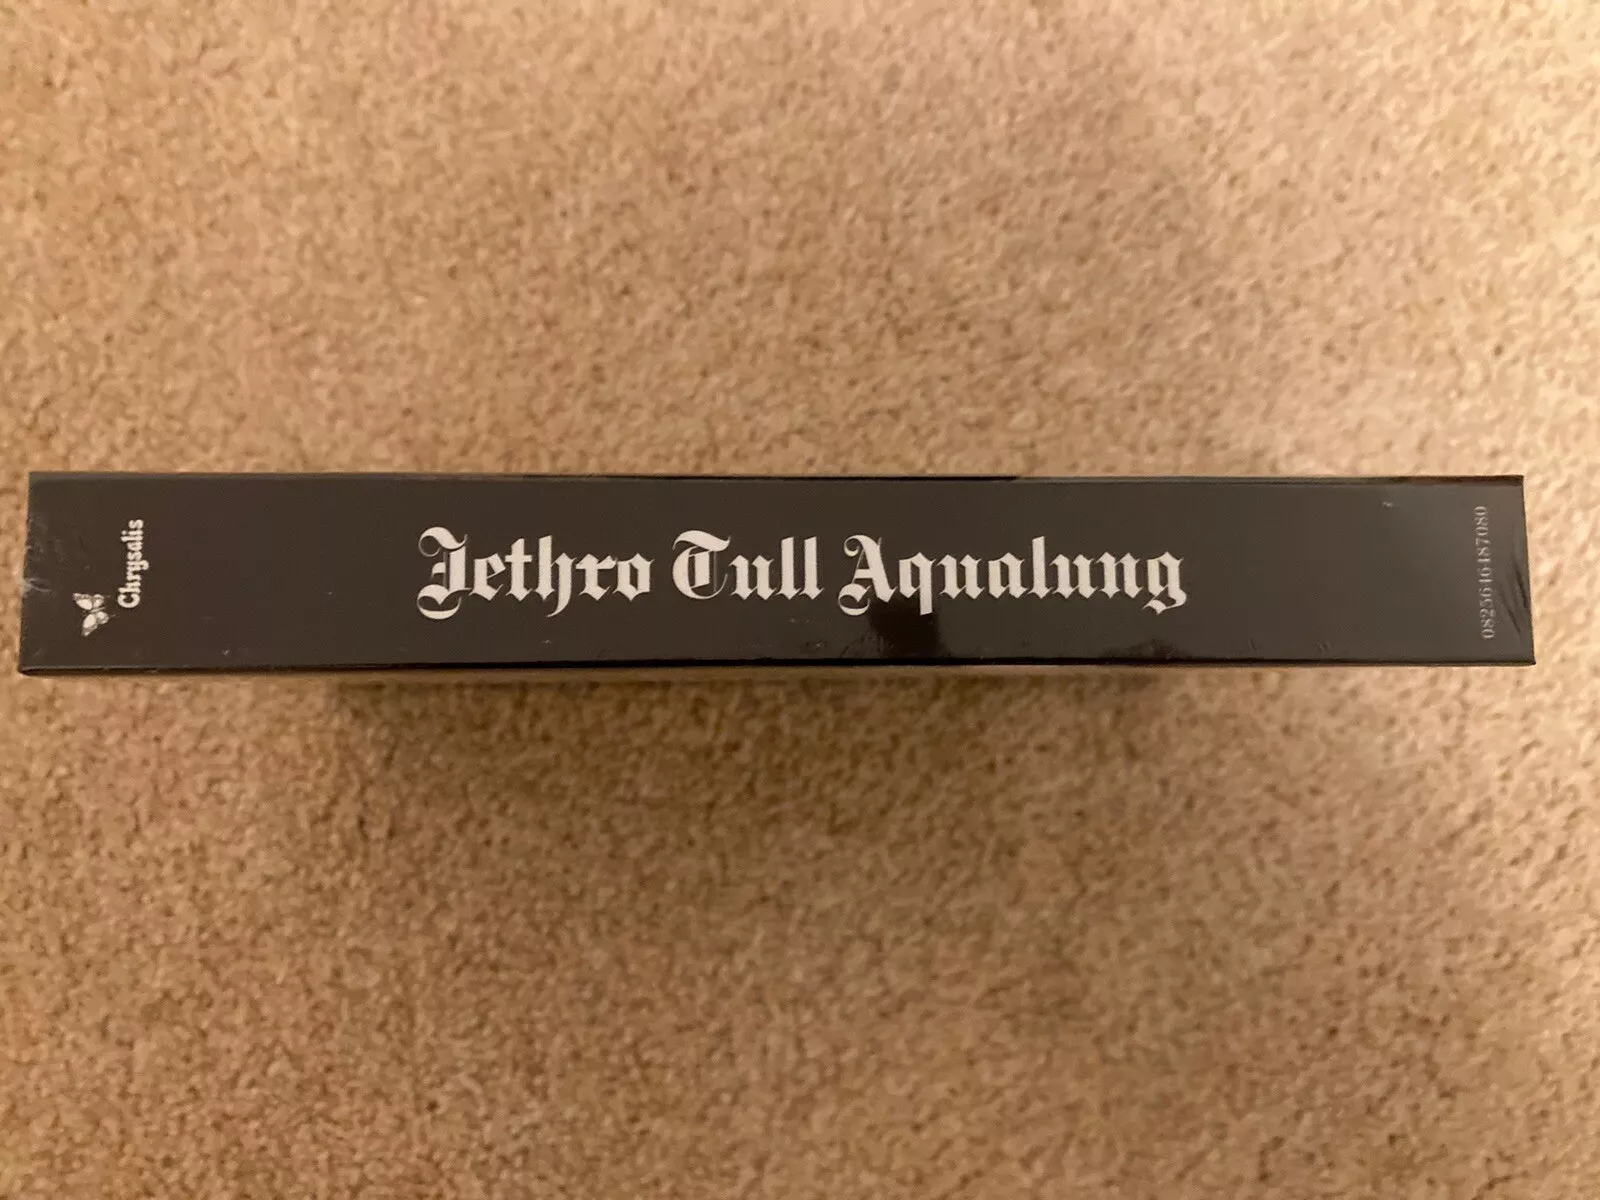 Chrysalis
Jethro Tull Aqualung
0825646487080